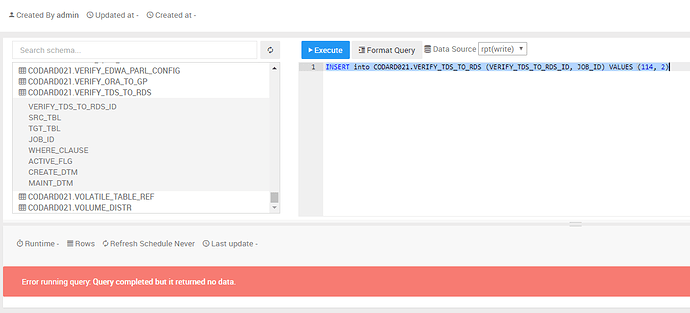 Created By admin Updated at - Created at -
Search schema...
CODARD021.VERIFY_EDWA_PARL_CONFIG
CODARD021.VERIFY_ORA_TO_GP
CODARD021.VERIFY_TDS_TO_RDS
VERIFY_TDS_TO_RDS_ID
SRC_TBL
TGT_TBL
JOB_ID
WHERE_CLAUSE
ACTIVE_FLG
CREATE_DTM
MAINT_DTM
CODARD021.VOLATILE_TABLE_REF
CODARD021.VOLUME_DISTR
Execute Format Query Data Source rpt(write)
1 INSERT into CODARD021.VERIFY_TDS_TO_RDS (VERIFY_TDS_TO_RDS_ID, JOB_ID) VALUES (114, 2)
Runtime - Rows Refresh Schedule Never Last update -
Error running query: Query completed but it returned no data.